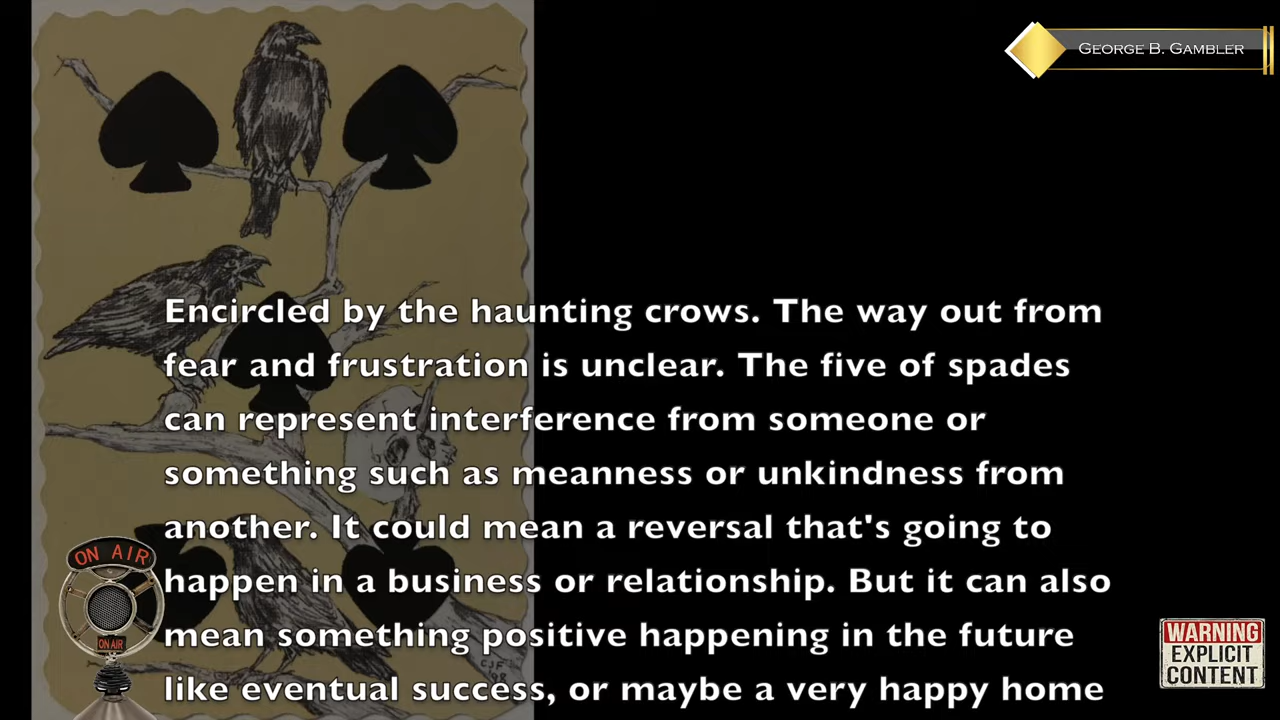 GEORGE B. GAMBLER
Encircled by the haunting crows. The way out from
fear and frustration is unclear. The five of spades
can represent interference from someone or
something such as meanness or unkindness from
another. It could mean a reversal that's going to
happen in a business or relationship. But it can also
mean something positive happening in the future
like eventual success, or maybe a very happy home
ON AIR
ON AIR
CJF
98
WARNING
EXPLICIT
CONTENT